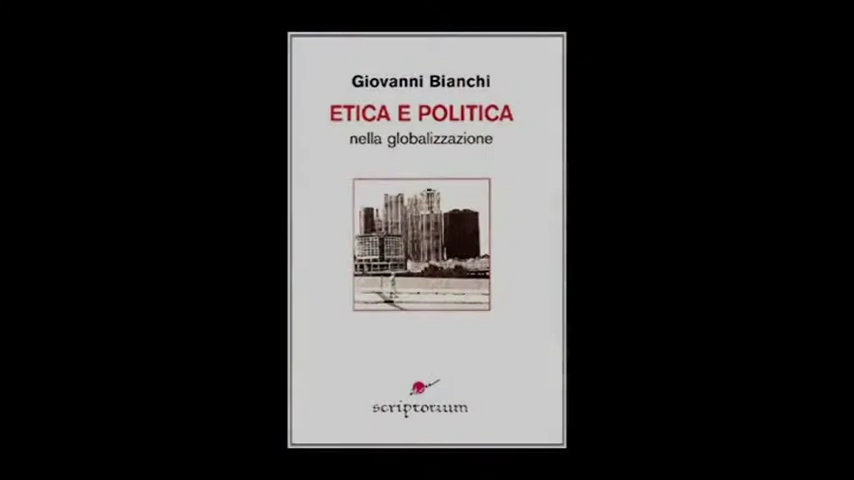 Giovanni Bianchi
ETICA E POLITICA
nella globalizzazione
scriptorium